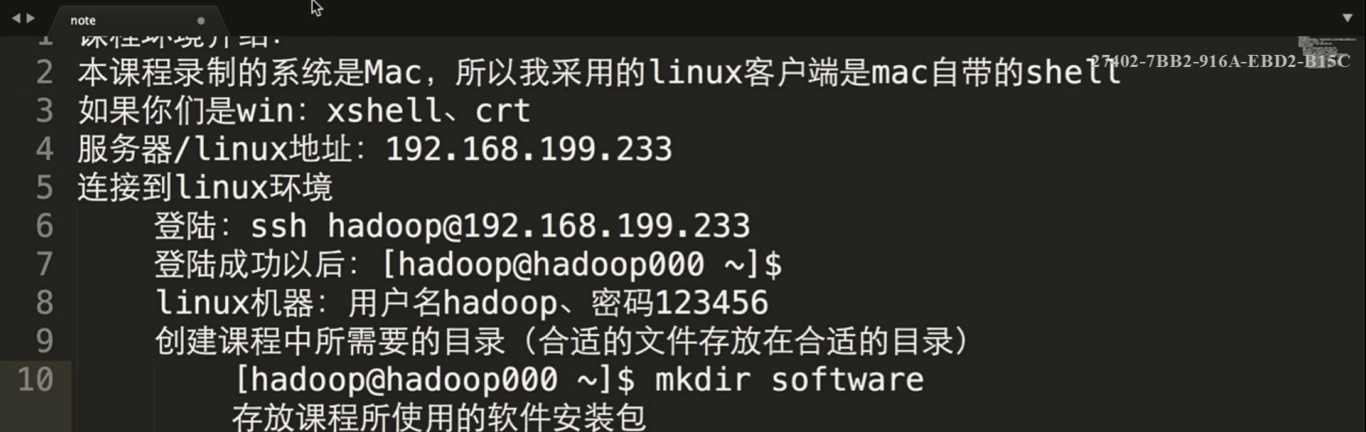 note
1 课程环境介绍：
2 本课程录制的系统是Mac，所以我采用的linux客户端是mac自带的shell
27402-7BB2-916A-EBD2-B15C
3 如果你们是win：xshell、crt
4 服务器/linux地址：192.168.199.233
5 连接到linux环境
6 登陆：ssh hadoop@192.168.199.233
7 登陆成功以后：[hadoop@hadoop000 ~]$
8 linux机器：用户名hadoop、密码123456
9 创建课程中所需要的目录（合适的文件存放在合适的目录）
10 [hadoop@hadoop000 ~]$ mkdir software
存放课程所使用的软件安装包